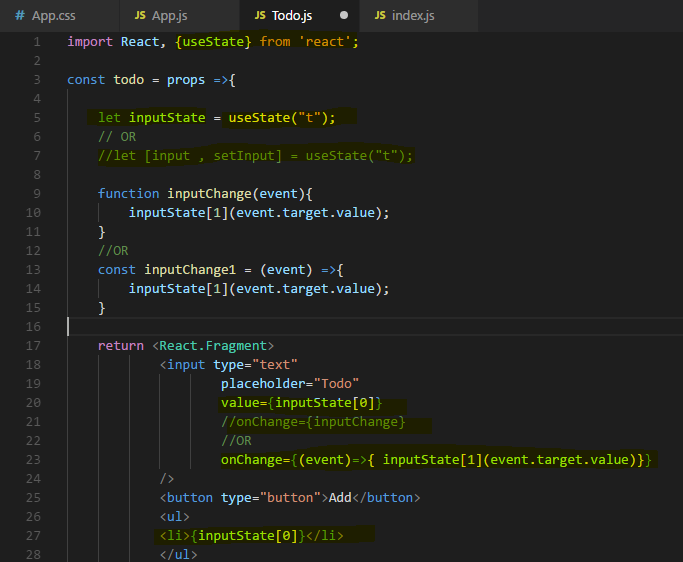 # App.css JS App.js JS Todo.js ● JS index.js
1 import React, {useState} from 'react';
2
3 const todo = props =>{
4
5 let inputState = useState("t");
6 // OR
7 //let [input , setInput] = useState("t");
8
9 function inputChange(event){
10 inputState[1](event.target.value);
11 }
12 //OR
13 const inputChange1 = (event) =>{
14 inputState[1](event.target.value);
15 }
16
17 return <React.Fragment>
18 <input type="text"
19 placeholder="Todo"
20 value={inputState[0]}
21 //onChange={inputChange}
22 //OR
23 onChange={(event)=>{ inputState[1](event.target.value)}}
24 />
25 <button type="button">Add</button>
26 <ul>
27 <li>{inputState[0]}</li>
28 </ul>